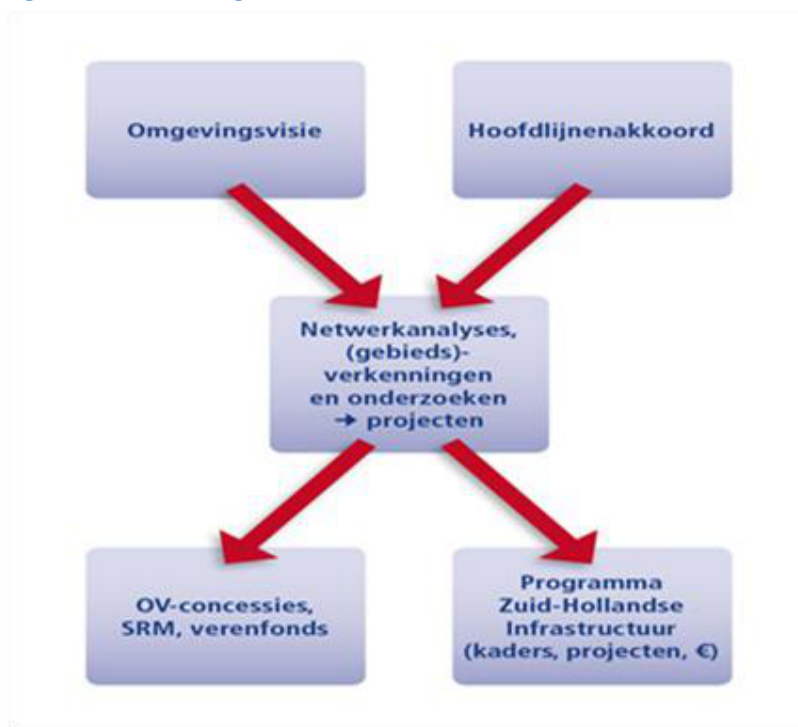 Omgevingsvisie
Hoofdlijnenakkoord
Netwerkanalyses,
(gebieds)-
verkenningen
en onderzoeken
→ projecten
OV-concessies,
SRM, verenfonds
Programma
Zuid-Hollandse
Infrastructuur
(kaders, projecten, €)